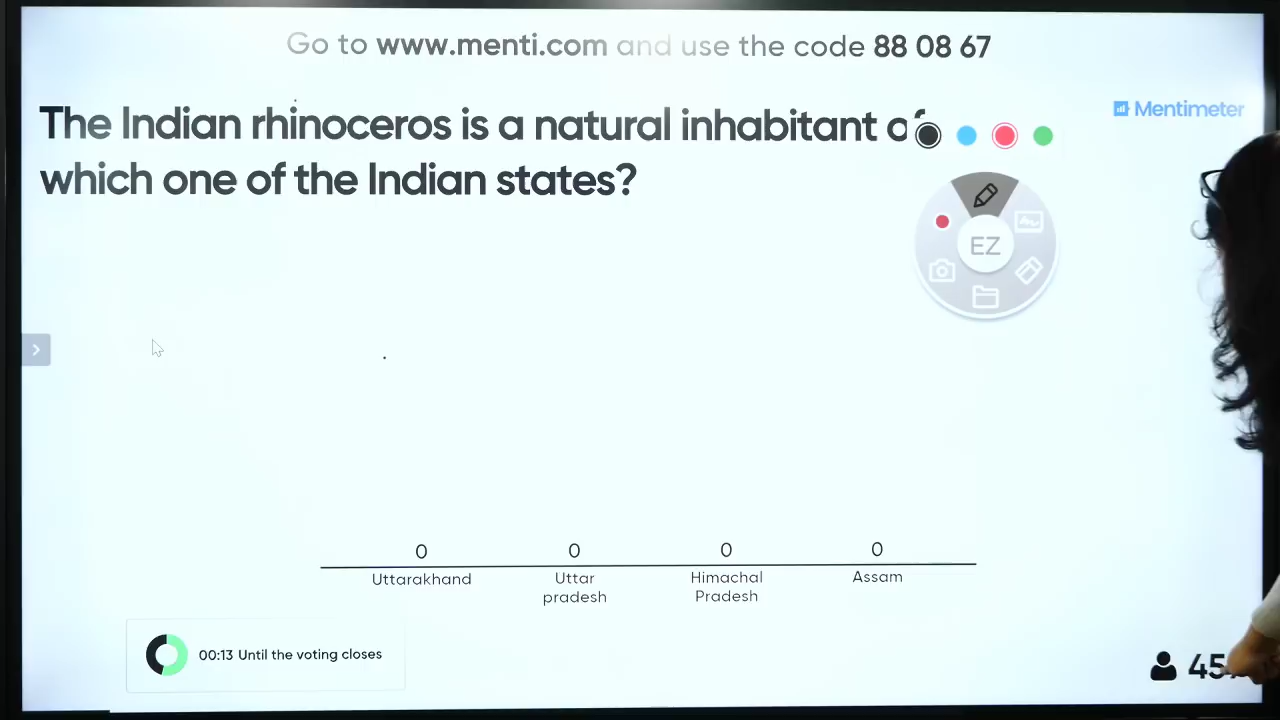 Go to www.menti.com and use the code 88 08 67
Mentimeter
The Indian rhinoceros is a natural inhabitant
which one of the Indian states?
EZ
0 0 0 0
Uttarakhand Uttar pradesh Himachal Pradesh Assam
00:13 Until the voting closes